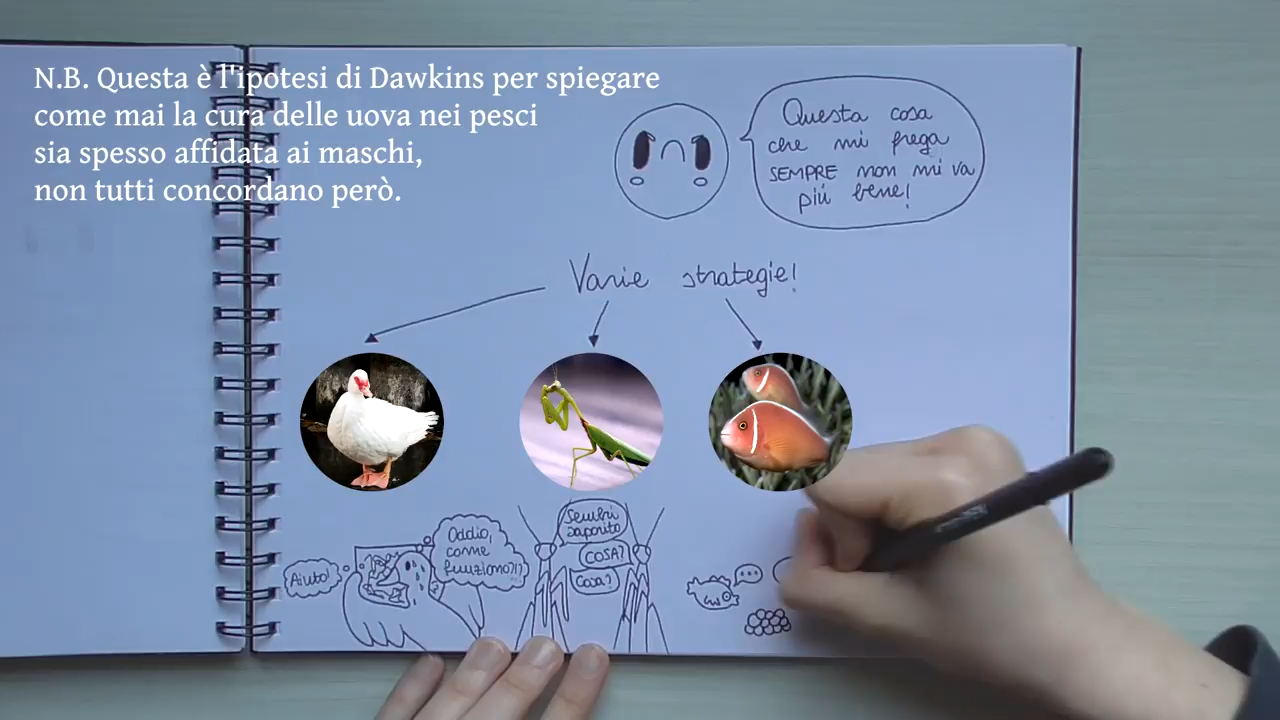 N.B. Questa è l'ipotesi di Dawkins per spiegare
come mai la cura delle uova nei pesci
sia spesso affidata ai maschi,
non tutti concordano però.
Questa cosa
che mi frega
SEMPRE non mi va
più bene!
Varie strategie!
Aiuto!
Oddio,
come
funziona?!?
Sembri
saporito
COSA?
Cosa?
...